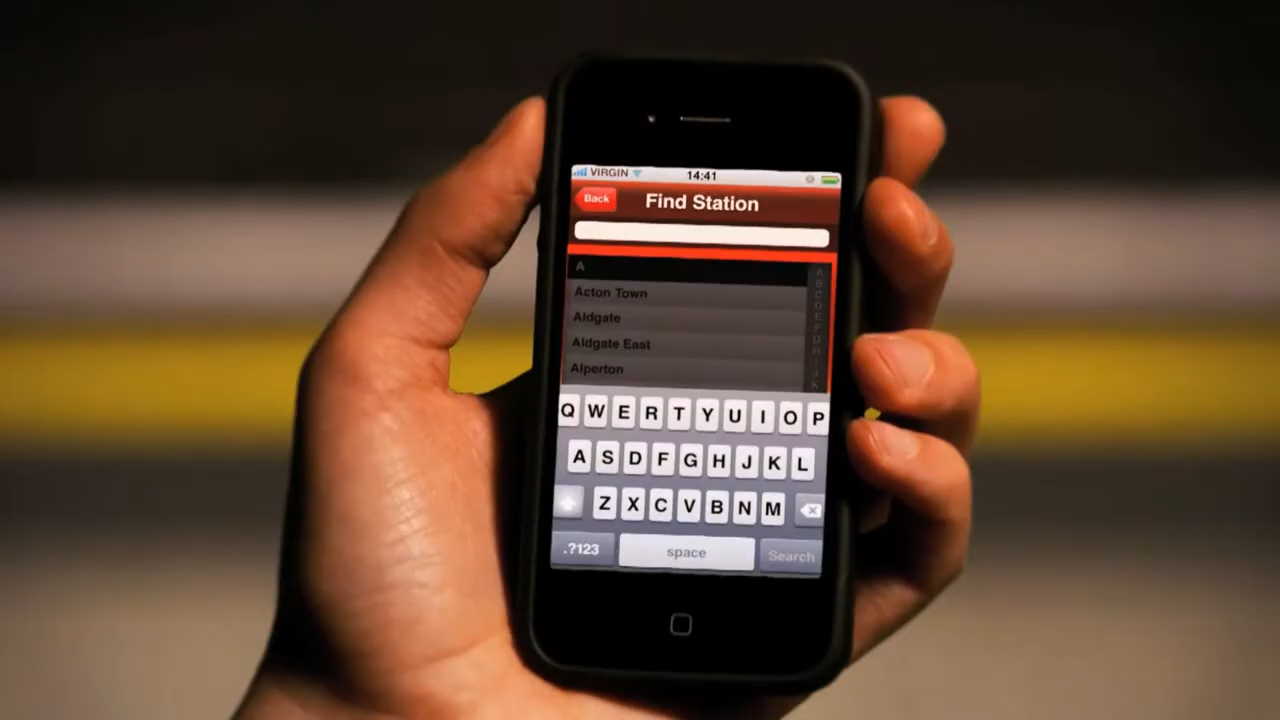 VIRGIN 14:41
Back Find Station
A
Acton Town
Aldgate
Aldgate East
Alperton
A
B
C
D
E
F
G
H
I
J
K
Q W E R T Y U I O P
A S D F G H J K L
Z X C V B N M
.?123 space Search